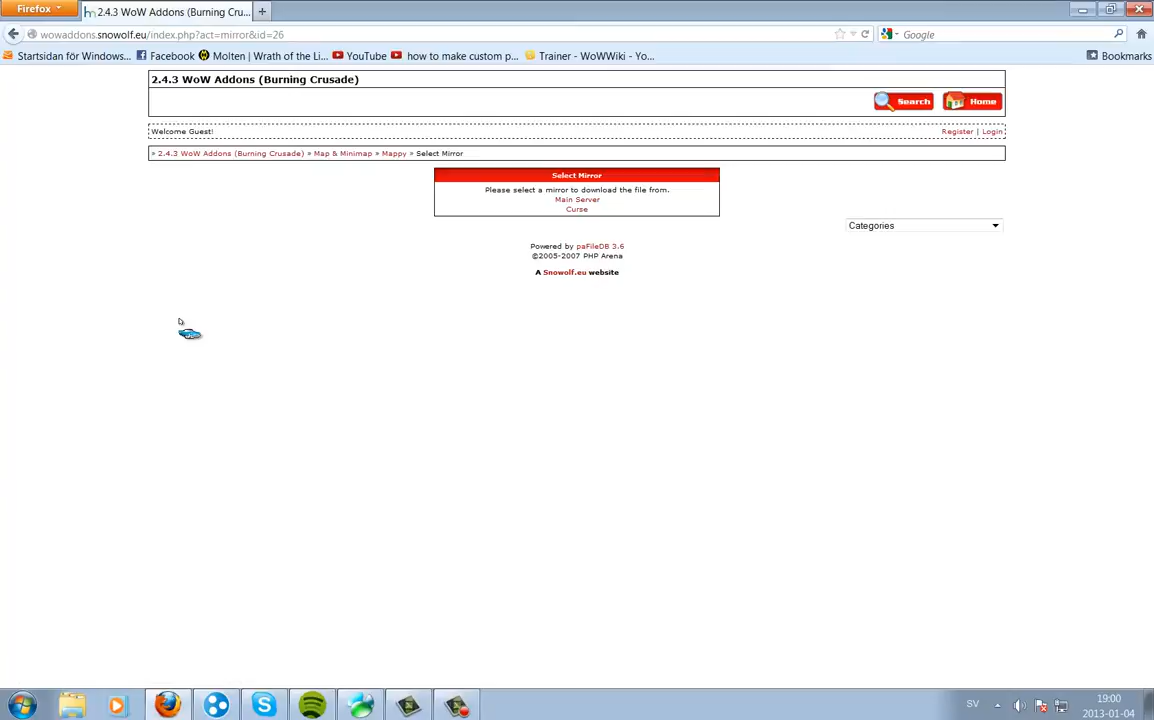 Firefox
2.4.3 WoW Addons (Burning Cru...
wowaddons.snowolf.eu/index.php?act=mirror&id=26
Google
Startsidan för Windows...
Facebook
Molten | Wrath of the Li...
YouTube
how to make custom p...
Trainer - WoWWiki - Yo...
Bookmarks
2.4.3 WoW Addons (Burning Crusade)
Search
Home
Welcome Guest!
Register | Login
» 2.4.3 WoW Addons (Burning Crusade) » Map & Minimap » Mappy » Select Mirror
Select Mirror
Please select a mirror to download the file from.
Main Server
Curse
Categories
Powered by paFileDB 3.6
©2005-2007 PHP Arena
A Snowolf.eu website
SV
19:00
2013-01-04